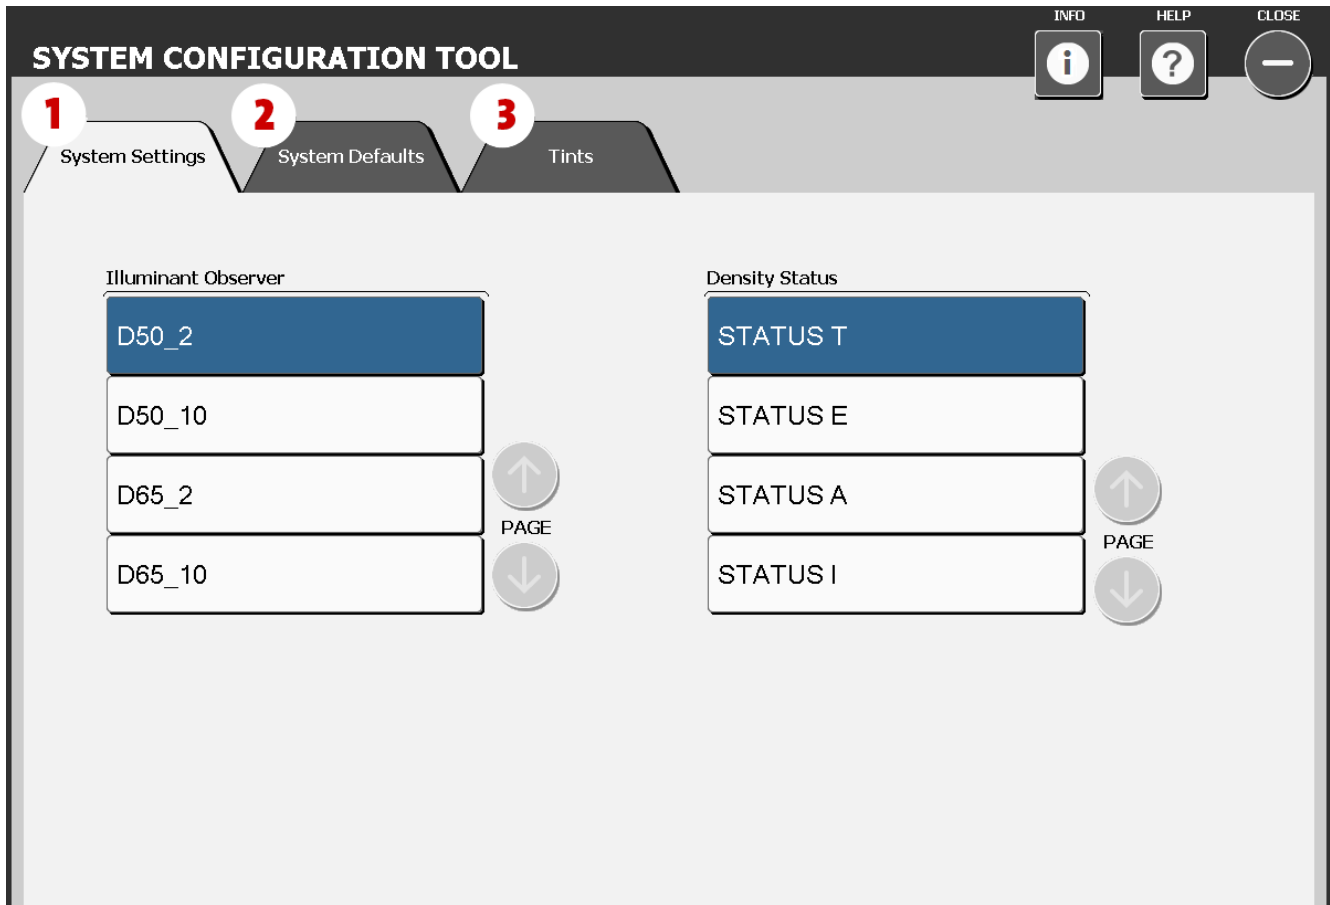 INFO HELP CLOSE
SYSTEM CONFIGURATION TOOL
1 2 3
System Settings System Defaults Tints
Illuminant Observer
D50_2
D50_10
D65_2
D65_10
PAGE
Density Status
STATUS T
STATUS E
STATUS A
STATUS I
PAGE